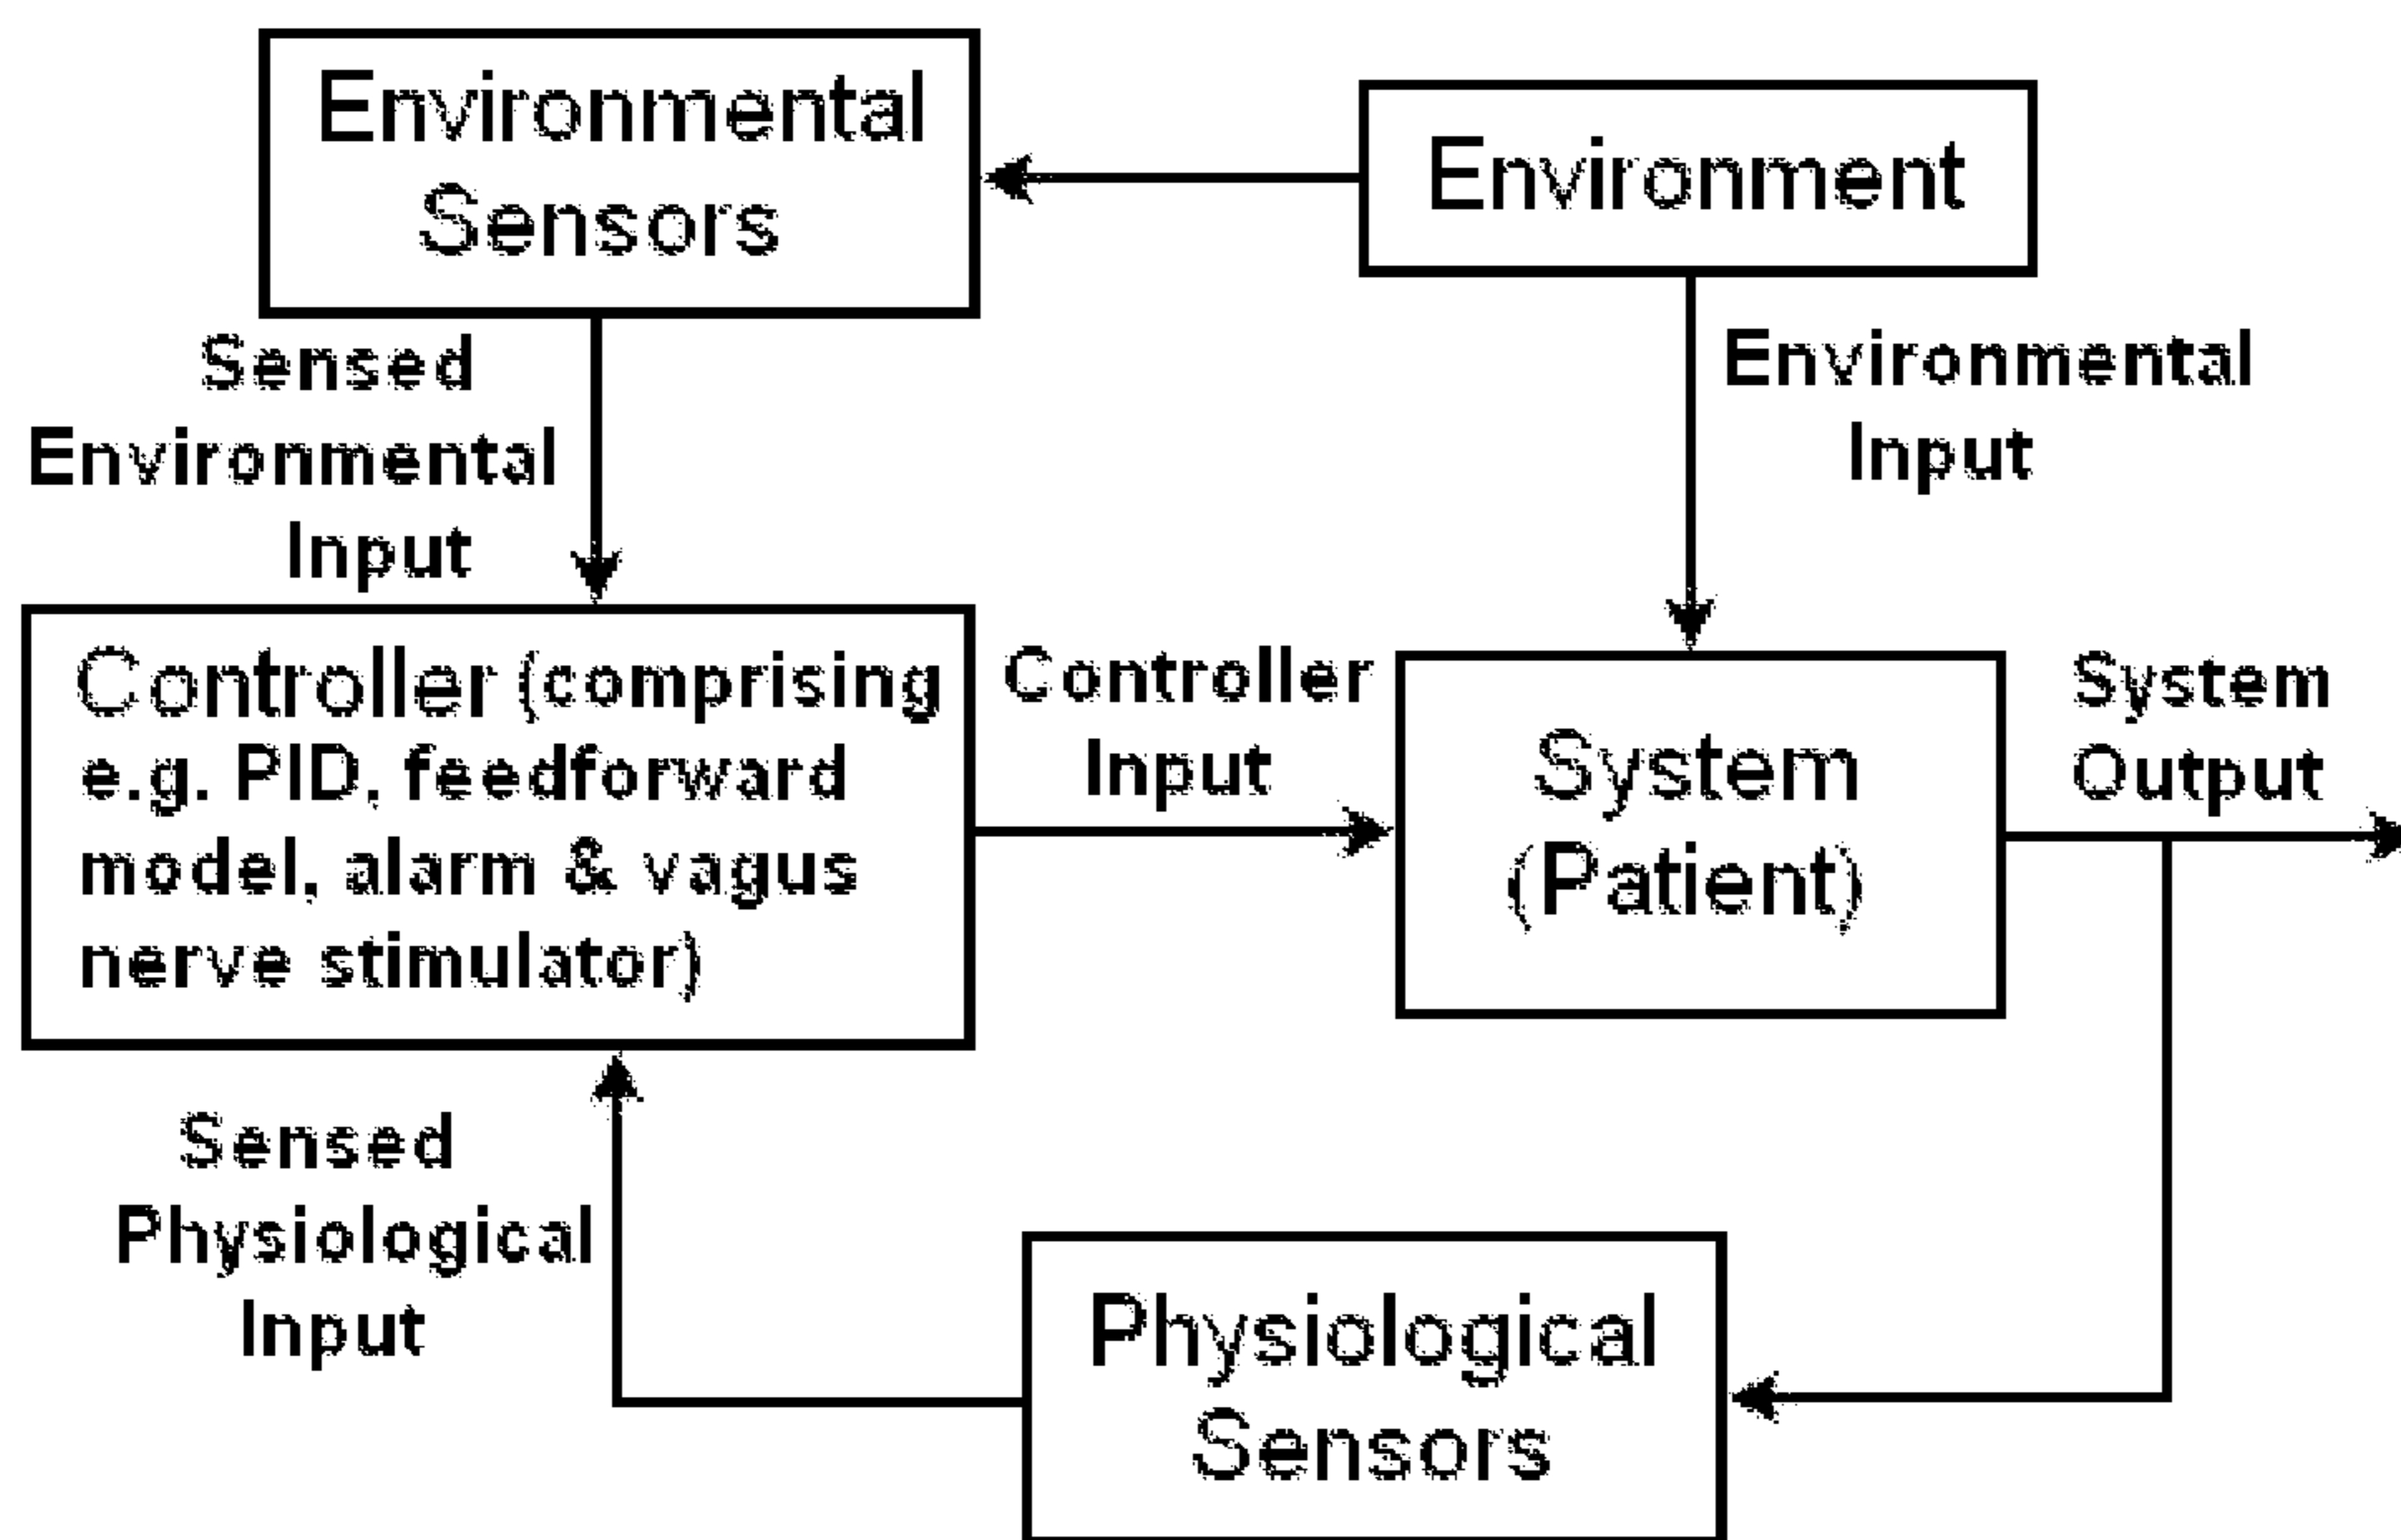 Environmental
Sensors
Environment
Sensed
Environmental
Input
Environmental
Input
Controller (comprising
e.g. PID, feedforward
model, alarm & vagus
nerve stimulator)
Controller
Input
System
(Patient)
System
Output
Sensed
Physiological
Input
Physiological
Sensors